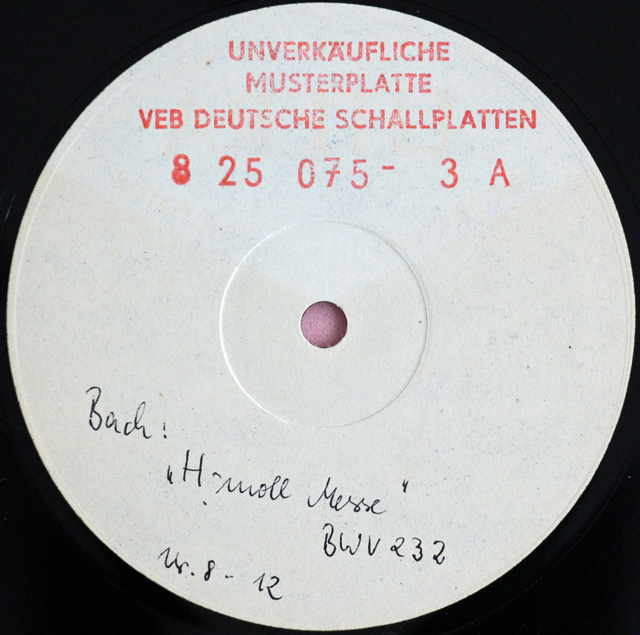 UNVERKÄUFLICHE
MUSTERPLATTE
VEB DEUTSCHE SCHALLPLATTEN
8 25 075- 3 A
Bach:
„H-moll Messe"
BWV 232
Nr. 8 - 12